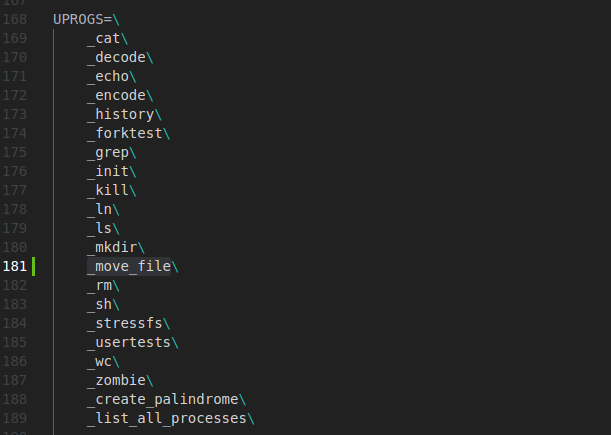 167
168 UPROGS=\
169 _cat\
170 _decode\
171 _echo\
172 _encode\
173 _history\
174 _forktest\
175 _grep\
176 _init\
177 _kill\
178 _ln\
179 _ls\
180 _mkdir\
181 _move_file\
182 _rm\
183 _sh\
184 _stressfs\
185 _usertests\
186 _wc\
187 _zombie\
188 _create_palindrome\
189 _list_all_processes\